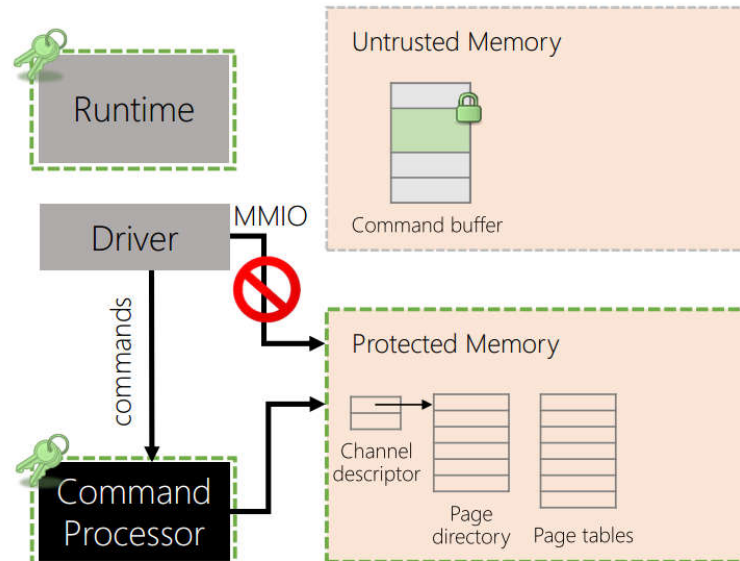 Untrusted Memory
Runtime
Command buffer
Driver
MMIO
commands
Protected Memory
Channel
descriptor
Page
directory
Page tables
Command
Processor